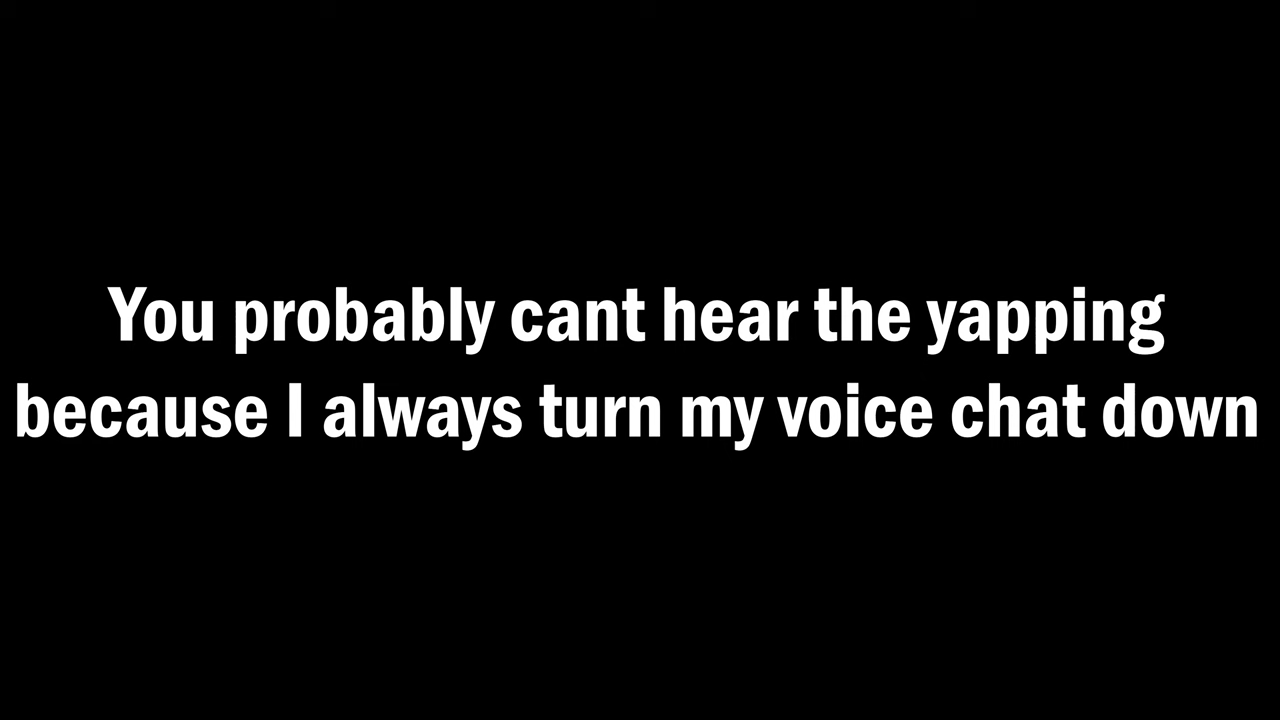 You probably cant hear the yapping
because I always turn my voice chat down